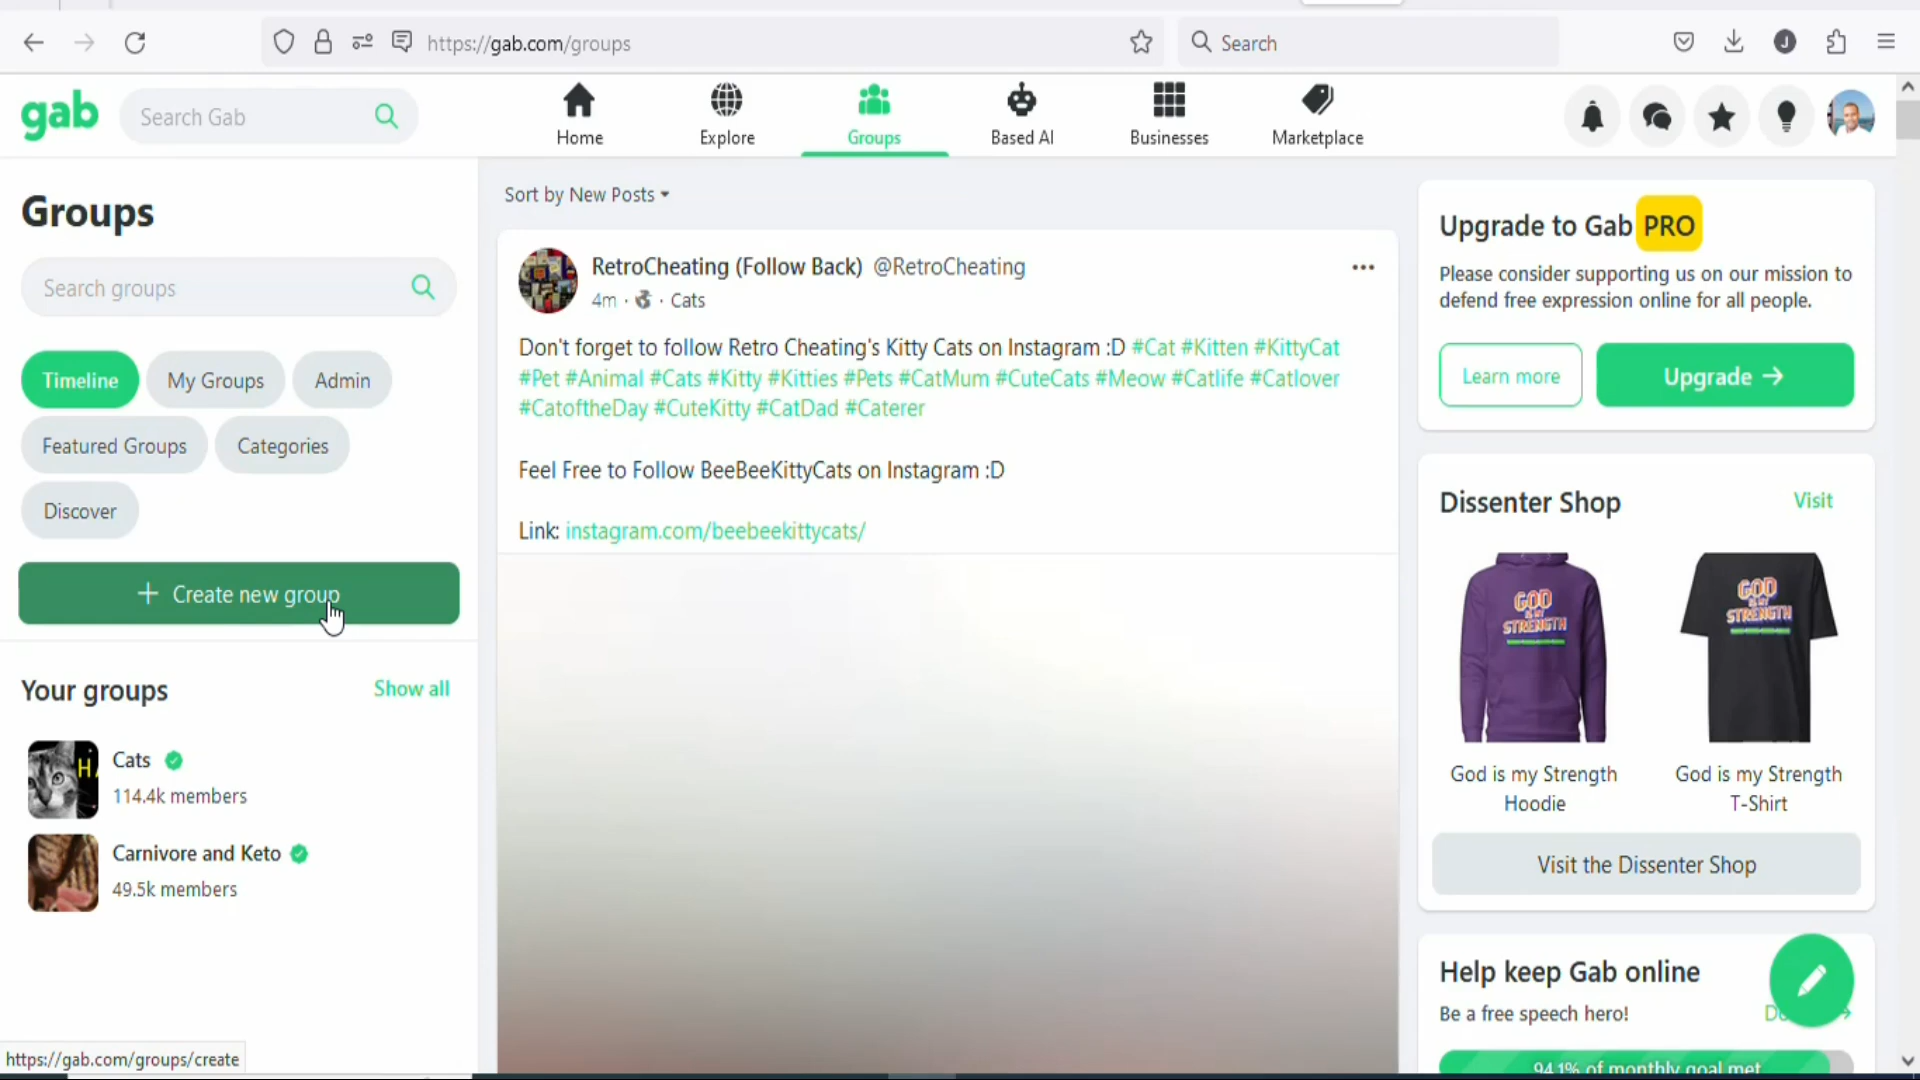 https://gab.com/groups
Search
J
gab
Search Gab
Home
Explore
Groups
Based AI
Businesses
Marketplace
Groups
Search groups
Timeline
My Groups
Admin
Featured Groups
Categories
Discover
+ Create new group
Your groups
Show all
Cats
114.4k members
Carnivore and Keto
49.5k members
https://gab.com/groups/create
Sort by New Posts
RetroCheating (Follow Back) @RetroCheating
4m · · Cats
Don't forget to follow Retro Cheating's Kitty Cats on Instagram :D #Cat #Kitten #KittyCat
#Pet #Animal #Cats #Kitty #Kitties #Pets #CatMum #CuteCats #Meow #Catlife #Catlover
#CatoftheDay #CuteKitty #CatDad #Caterer
Feel Free to Follow BeeBeeKittyCats on Instagram :D
Link: instagram.com/beebeekittycats/
Upgrade to Gab PRO
Please consider supporting us on our mission to
defend free expression online for all people.
Learn more
Upgrade →
Dissenter Shop
Visit
GOD
IS MY
STRENGTH
GOD
IS MY
STRENGTH
God is my Strength
Hoodie
God is my Strength
T-Shirt
Visit the Dissenter Shop
Help keep Gab online
Be a free speech hero!
94.1% of monthly goal met